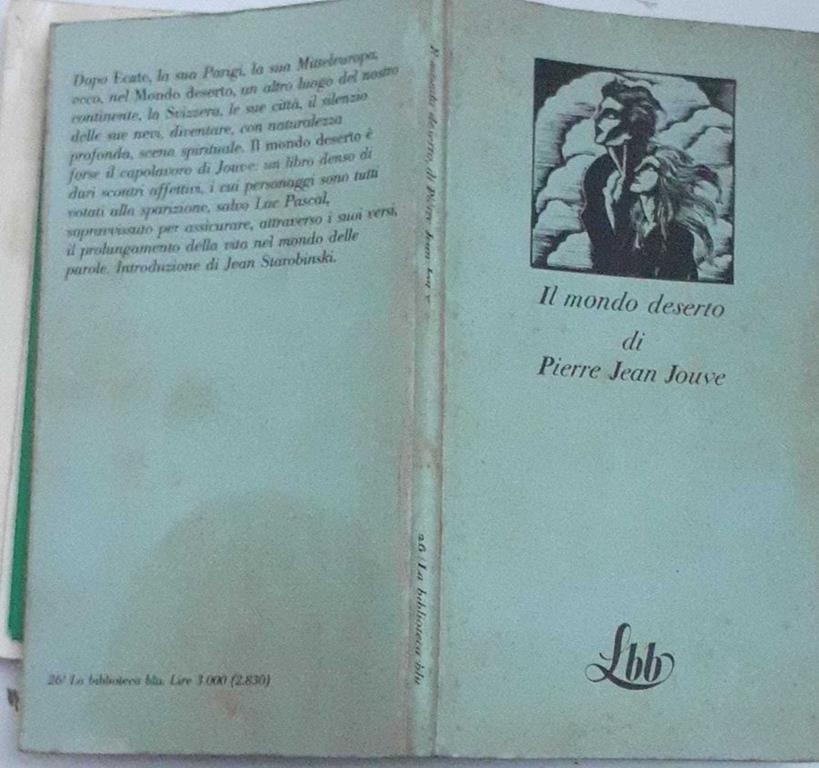 Dopo Ecate, la sua Parigi, la sua Mitteleuropa,
ecco, nel Mondo deserto, un altro luogo del nostro
continente, la Svizzera, le sue città, il silenzio
delle sue nevi, diventare, con naturalezza
profonda, scena spirituale. Il mondo deserto è
forse il capolavoro di Jouve: un libro denso di
duri scontri affettivi, i cui personaggi sono tutti
votati alla sparizione, salvo Luc Pascal,
sopravvissuto per assicurare, attraverso i suoi versi,
il prolungamento della vita nel mondo delle
parole. Introduzione di Jean Starobinski.
26/ La biblioteca blu. Lire 3.000 (2.830)
Il mondo deserto, di Pierre Jean Jouve
26/ La biblioteca blu
Il mondo deserto
di
Pierre Jean Jouve
Lbb